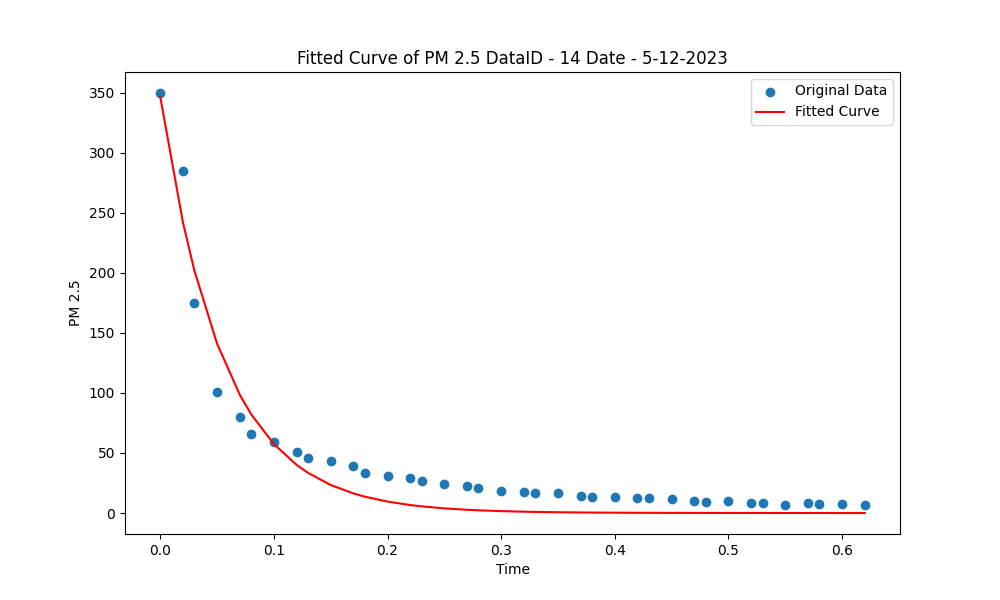 Fitted Curve of PM 2.5 DataID - 14 Date - 5-12-2023
Original Data
Fitted Curve
PM 2.5
350
300
250
200
150
100
50
0
0.0 0.1 0.2 0.3 0.4 0.5 0.6
Time